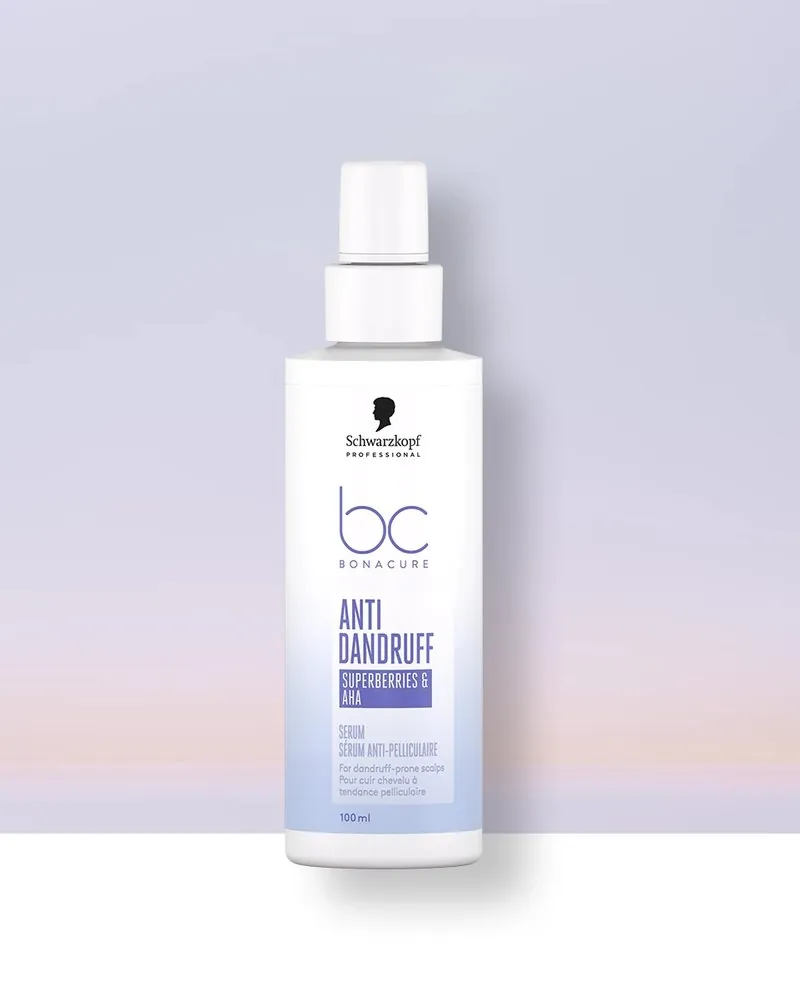 Schwarzkopf
PROFESSIONAL
bc
BONACURE
ANTI
DANDRUFF
SUPERBERRIES &
AHA
SERUM
SÉRUM ANTI-PELLICULAIRE
For dandruff-prone scalps
Pour cuir chevelu à
tendance pelliculaire
100 ml